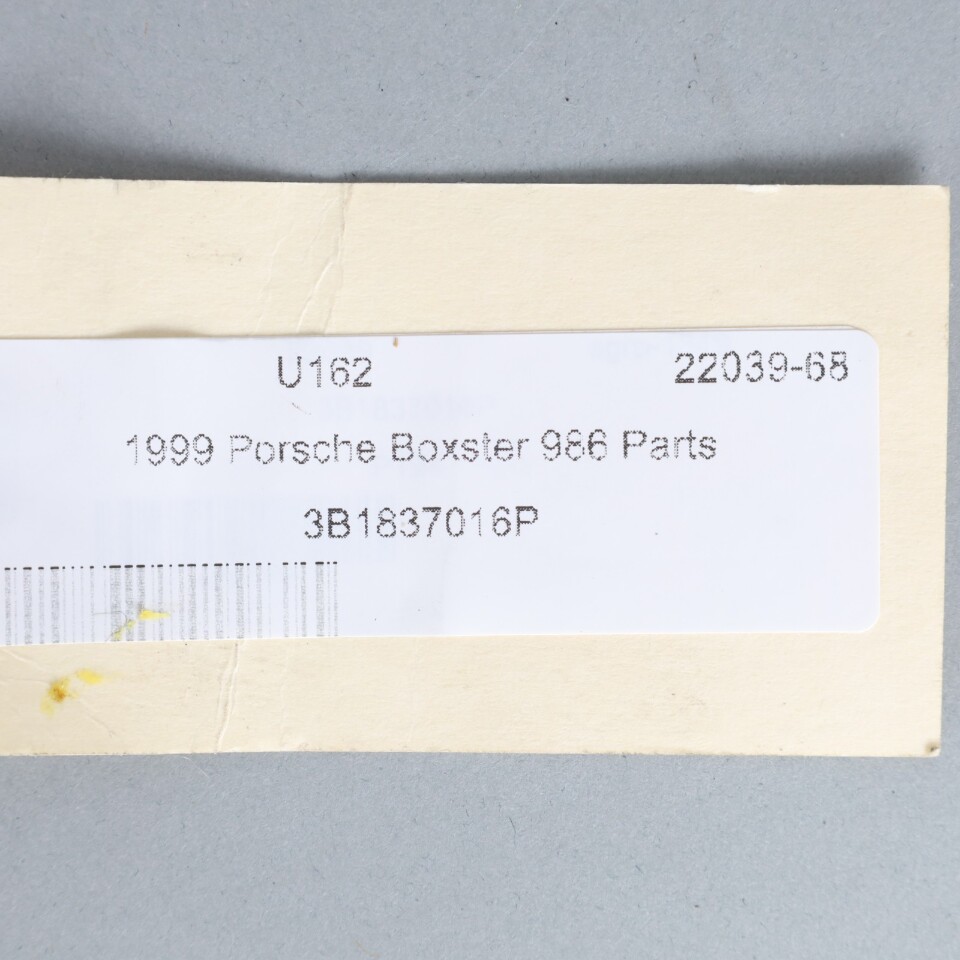 U162 22039-68
1999 Porsche Boxster 986 Parts
3B1837016P